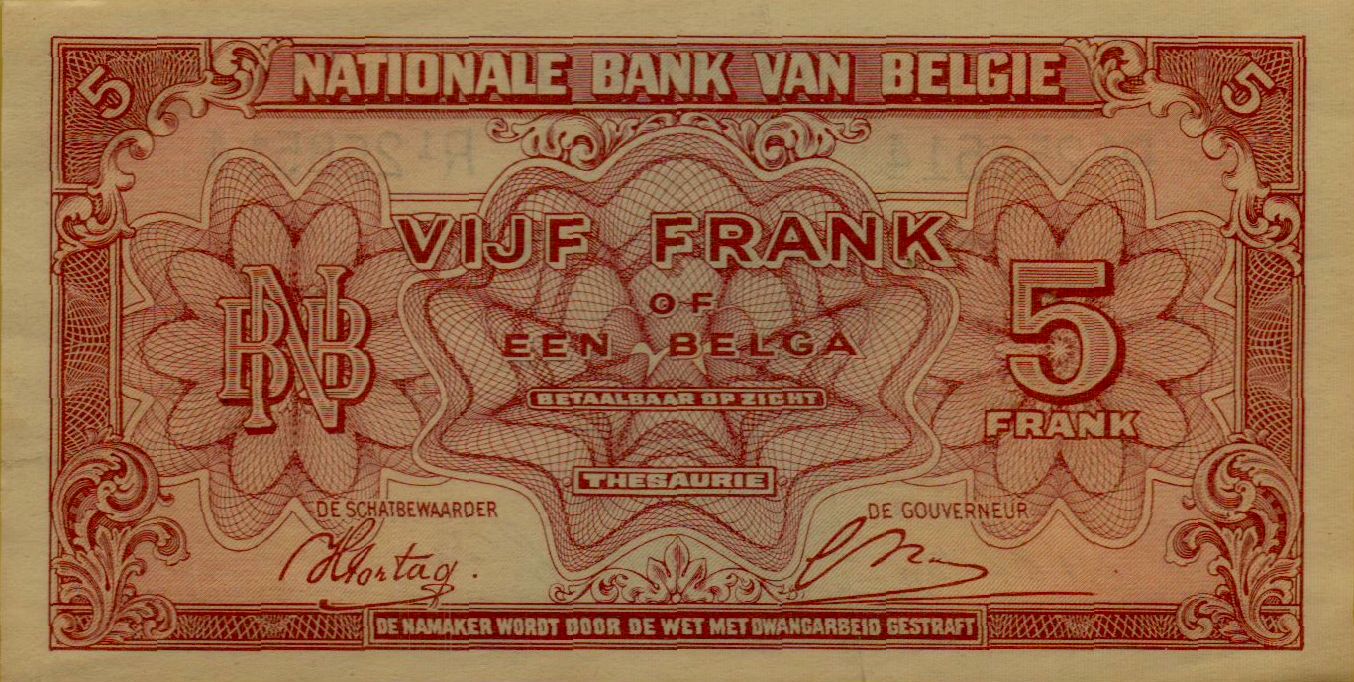 5 NATIONALE BANK VAN BELGIE 5
VIJF FRANK
OF
EEN BELGA
BNB
5
FRANK
BETAALBAAR OP ZICHT
THESAURIE
DE SCHATBEWAARDER
DE GOUVERNEUR
DE NAMAKER WORDT DOOR DE WET MET DWANGARBEID GESTRAFT